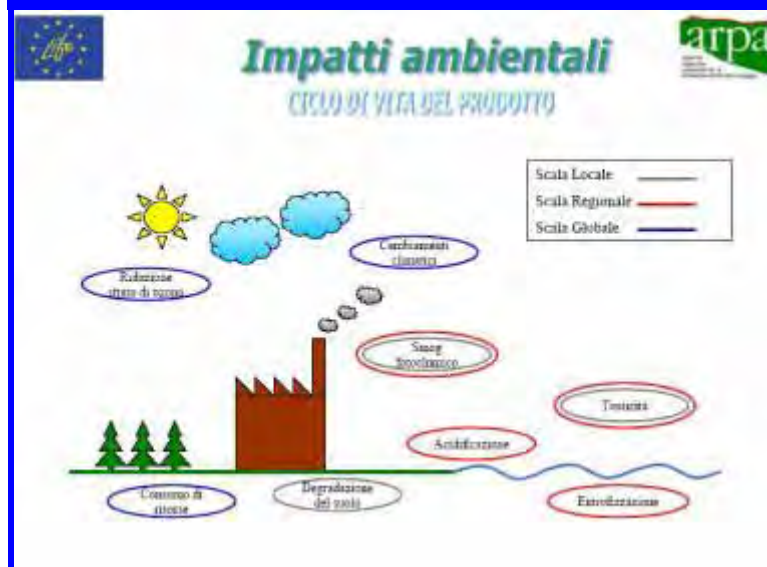 Life
arpa
Impatti ambientali
CICLO DI VITA DEL PRODOTTO
Scala Locale
Scala Regionale
Scala Globale
Cambiamenti
climatici
Riduzione
strato di ozono
Smog
fotochimico
Tossicità
Acidificazione
Consumo di
risorse
Degradazione
del suolo
Eutrofizzazione